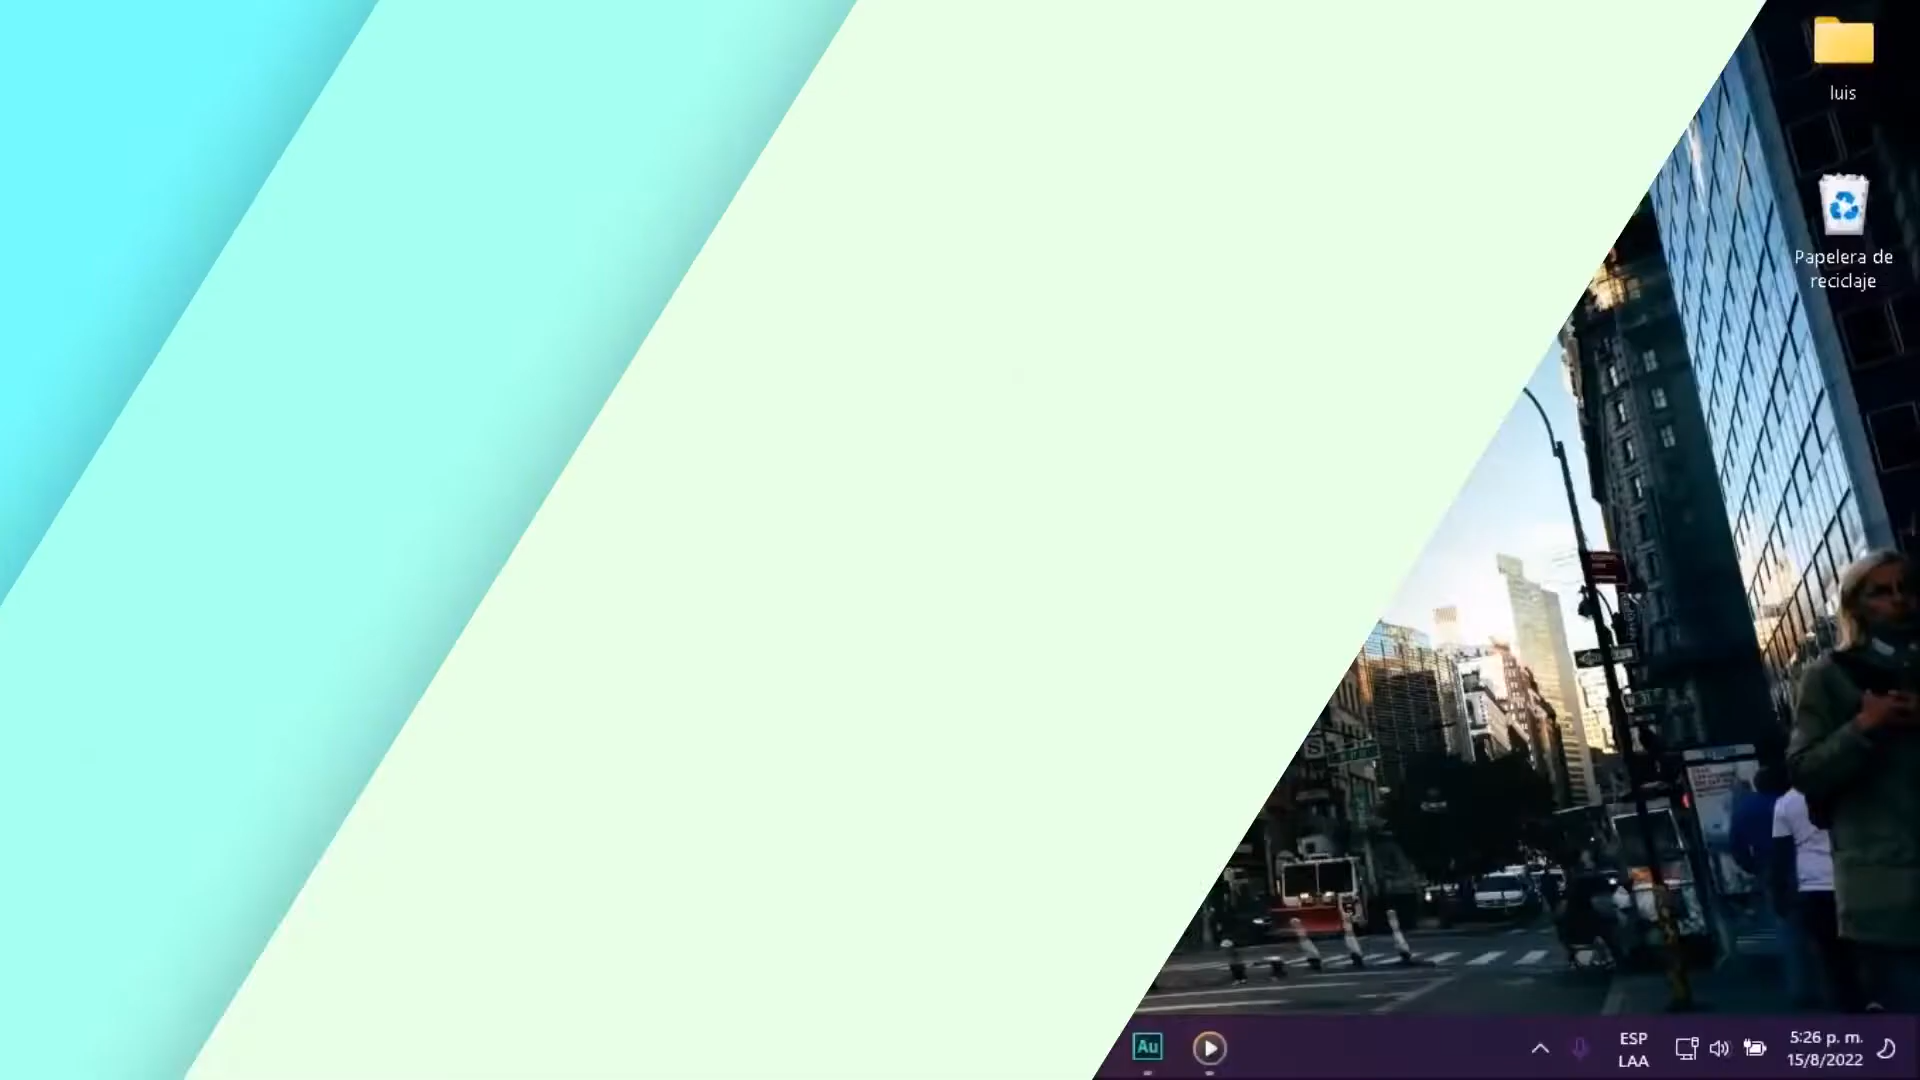 luis
Papelera de
reciclaje
Au
ESP
LAA
5:26 p. m.
15/8/2022